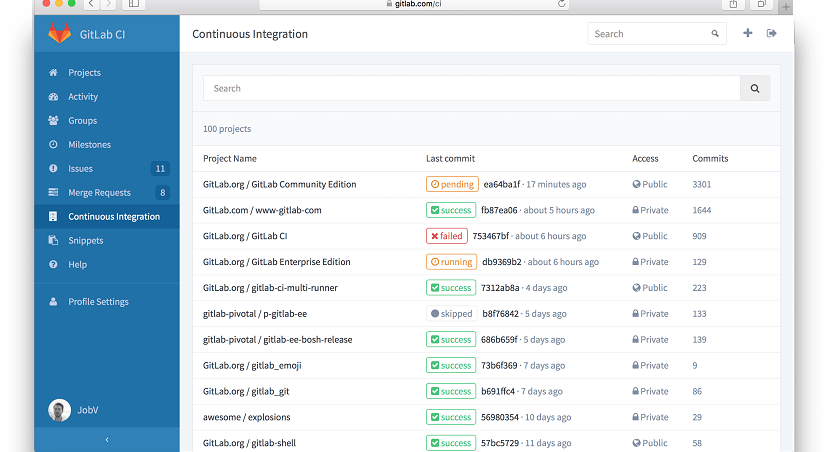 gitlab.com/ci
GitLab CI
Continuous Integration
Search
Projects
Activity
Groups
Milestones
Issues 11
Merge Requests 8
Continuous Integration
Snippets
Help
Profile Settings
JobV
Search
100 projects
Project Name Last commit Access Commits
GitLab.org / GitLab Community Edition pending ea64ba1f · 17 minutes ago Public 3301
GitLab.com / www-gitlab-com success fb87ea06 · about 5 hours ago Private 1644
GitLab.org / GitLab CI failed 753467bf · about 6 hours ago Public 909
GitLab.org / GitLab Enterprise Edition running db9369b2 · about 6 hours ago Private 129
GitLab.org / gitlab-ci-multi-runner success 7312ab8a · 4 days ago Public 223
gitlab-pivotal / p-gitlab-ee skipped b8f76842 · 5 days ago Private 133
gitlab-pivotal / gitlab-ee-bosh-release success 686b659f · 5 days ago Private 139
GitLab.org / gitlab_emoji success 73b6f369 · 7 days ago Private 9
GitLab.org / gitlab_git success b691ffc4 · 7 days ago Private 86
awesome / explosions success 56980354 · 10 days ago Private 29
GitLab.org / gitlab-shell success 57bc5729 · 11 days ago Public 58